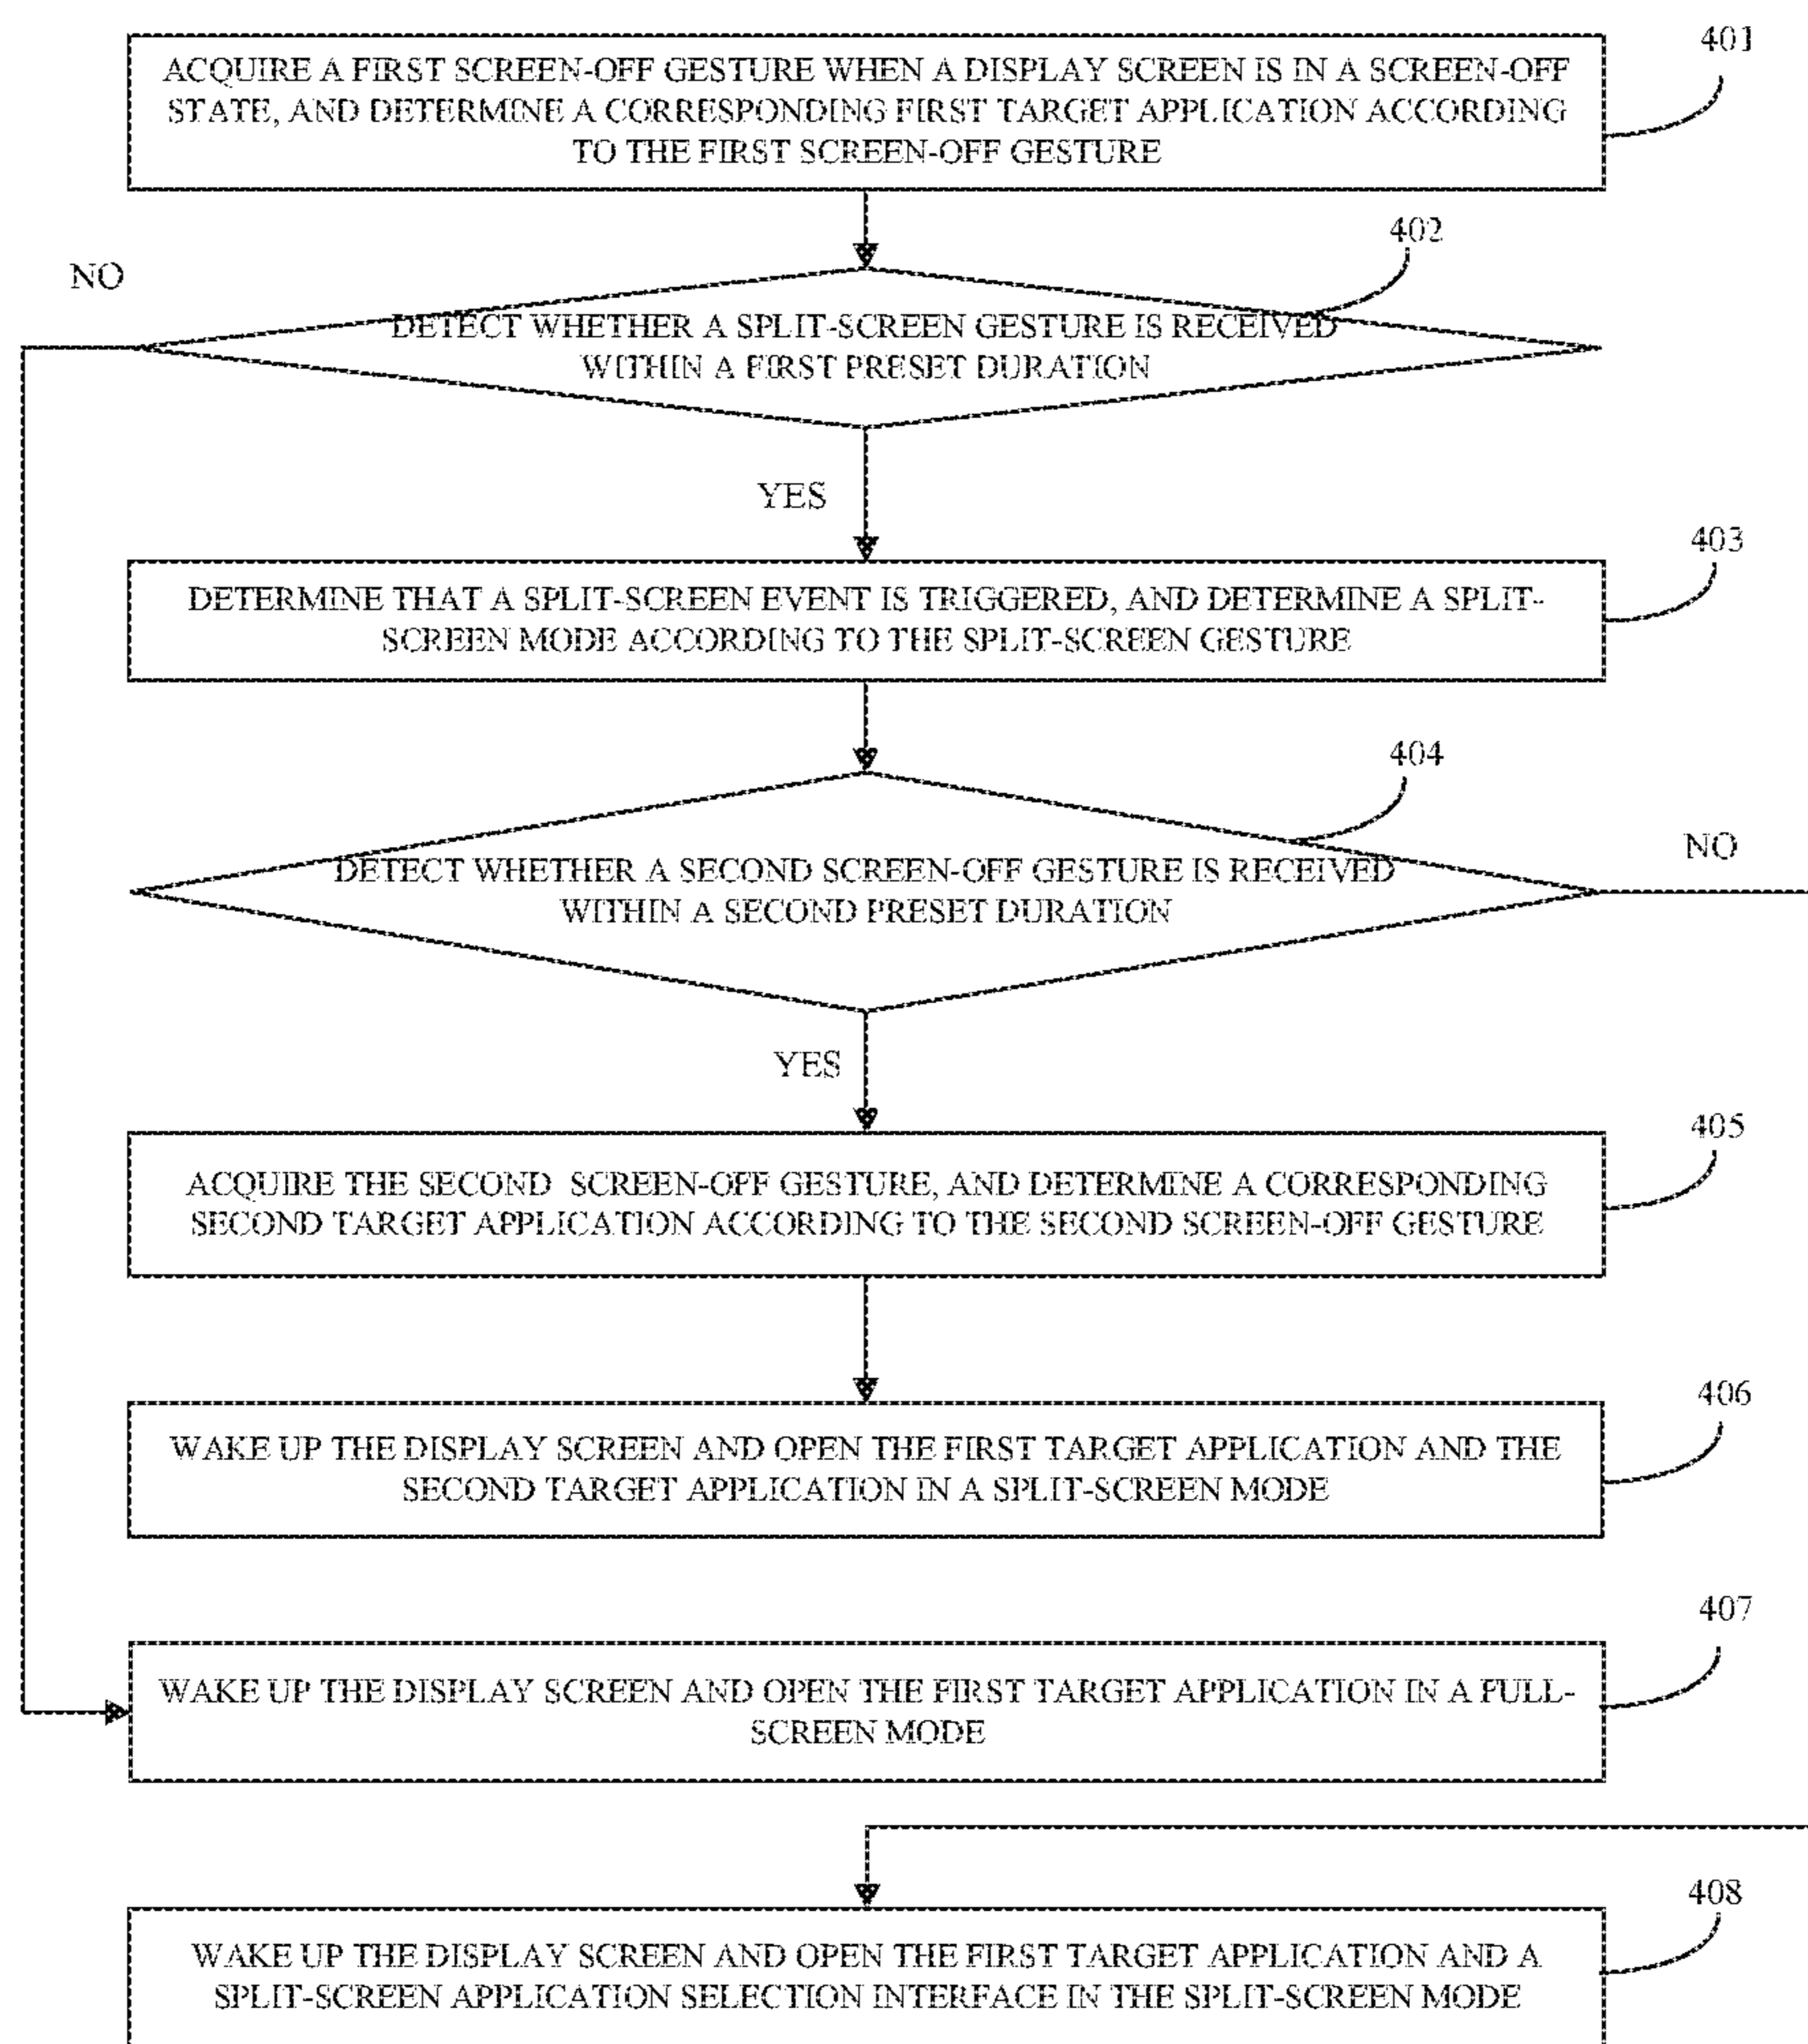 401
ACQUIRE A FIRST SCREEN-OFF GESTURE WHEN A DISPLAY SCREEN IS IN A SCREEN-OFF
STATE, AND DETERMINE A CORRESPONDING FIRST TARGET APPLICATION ACCORDING
TO THE FIRST SCREEN-OFF GESTURE
402
NO
DETECT WHETHER A SPLIT-SCREEN GESTURE IS RECEIVED
WITHIN A FIRST PRESET DURATION
YES
403
DETERMINE THAT A SPLIT-SCREEN EVENT IS TRIGGERED, AND DETERMINE A SPLIT-
SCREEN MODE ACCORDING TO THE SPLIT-SCREEN GESTURE
404
NO
DETECT WHETHER A SECOND SCREEN-OFF GESTURE IS RECEIVED
WITHIN A SECOND PRESET DURATION
YES
405
ACQUIRE THE SECOND SCREEN-OFF GESTURE, AND DETERMINE A CORRESPONDING
SECOND TARGET APPLICATION ACCORDING TO THE SECOND SCREEN-OFF GESTURE
406
WAKE UP THE DISPLAY SCREEN AND OPEN THE FIRST TARGET APPLICATION AND THE
SECOND TARGET APPLICATION IN A SPLIT-SCREEN MODE
407
WAKE UP THE DISPLAY SCREEN AND OPEN THE FIRST TARGET APPLICATION IN A FULL-
SCREEN MODE
408
WAKE UP THE DISPLAY SCREEN AND OPEN THE FIRST TARGET APPLICATION AND A
SPLIT-SCREEN APPLICATION SELECTION INTERFACE IN THE SPLIT-SCREEN MODE